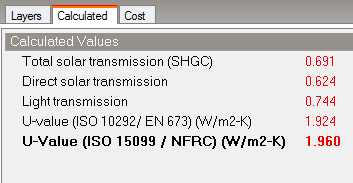 Layers Calculated Cost
Calculated Values
Total solar transmission (SHGC) 0.691
Direct solar transmission 0.624
Light transmission 0.744
U-value (ISO 10292/ EN 673) (W/m2-K) 1.924
U-Value (ISO 15099 / NFRC) (W/m2-K) 1.960